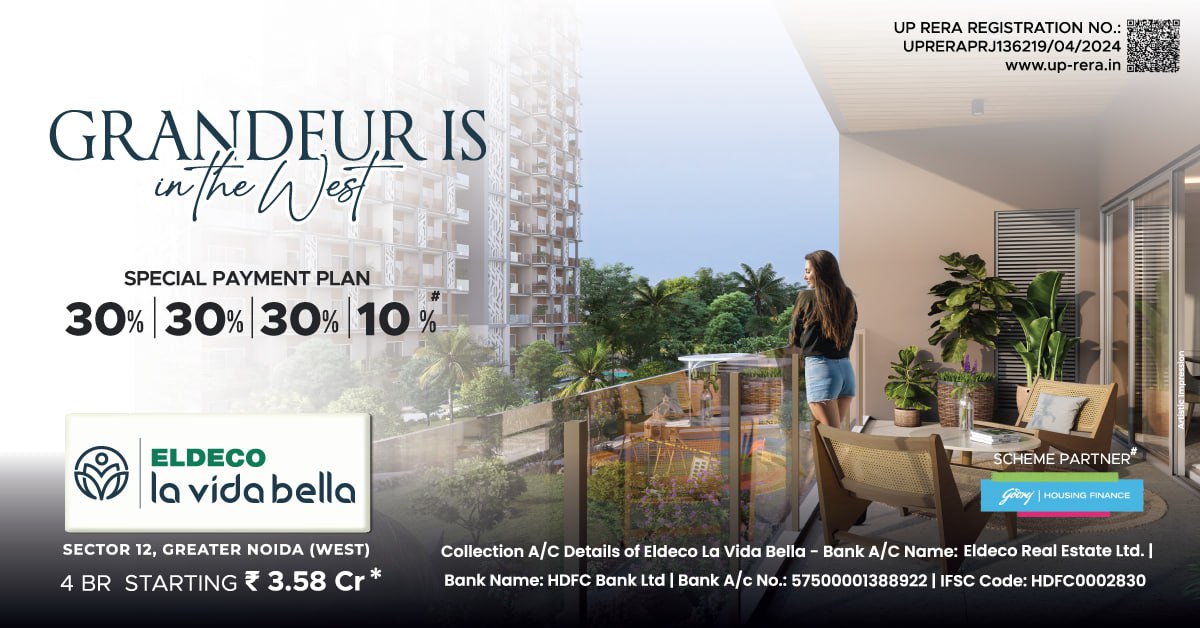 UP RERA REGISTRATION NO.:
UPRERAPRJ136219/04/2024
www.up-rera.in
GRANDEUR IS
in the West
SPECIAL PAYMENT PLAN
30% | 30% | 30% | 10%#
ELDECO
la vida bella
SECTOR 12, GREATER NOIDA (WEST)
4 BR STARTING ₹ 3.58 Cr*
Artistic Impression
SCHEME PARTNER#
Godrej | HOUSING FINANCE
Collection A/C Details of Eldeco La Vida Bella - Bank A/C Name: Eldeco Real Estate Ltd. |
Bank Name: HDFC Bank Ltd | Bank A/c No.: 57500001388922 | IFSC Code: HDFC0002830